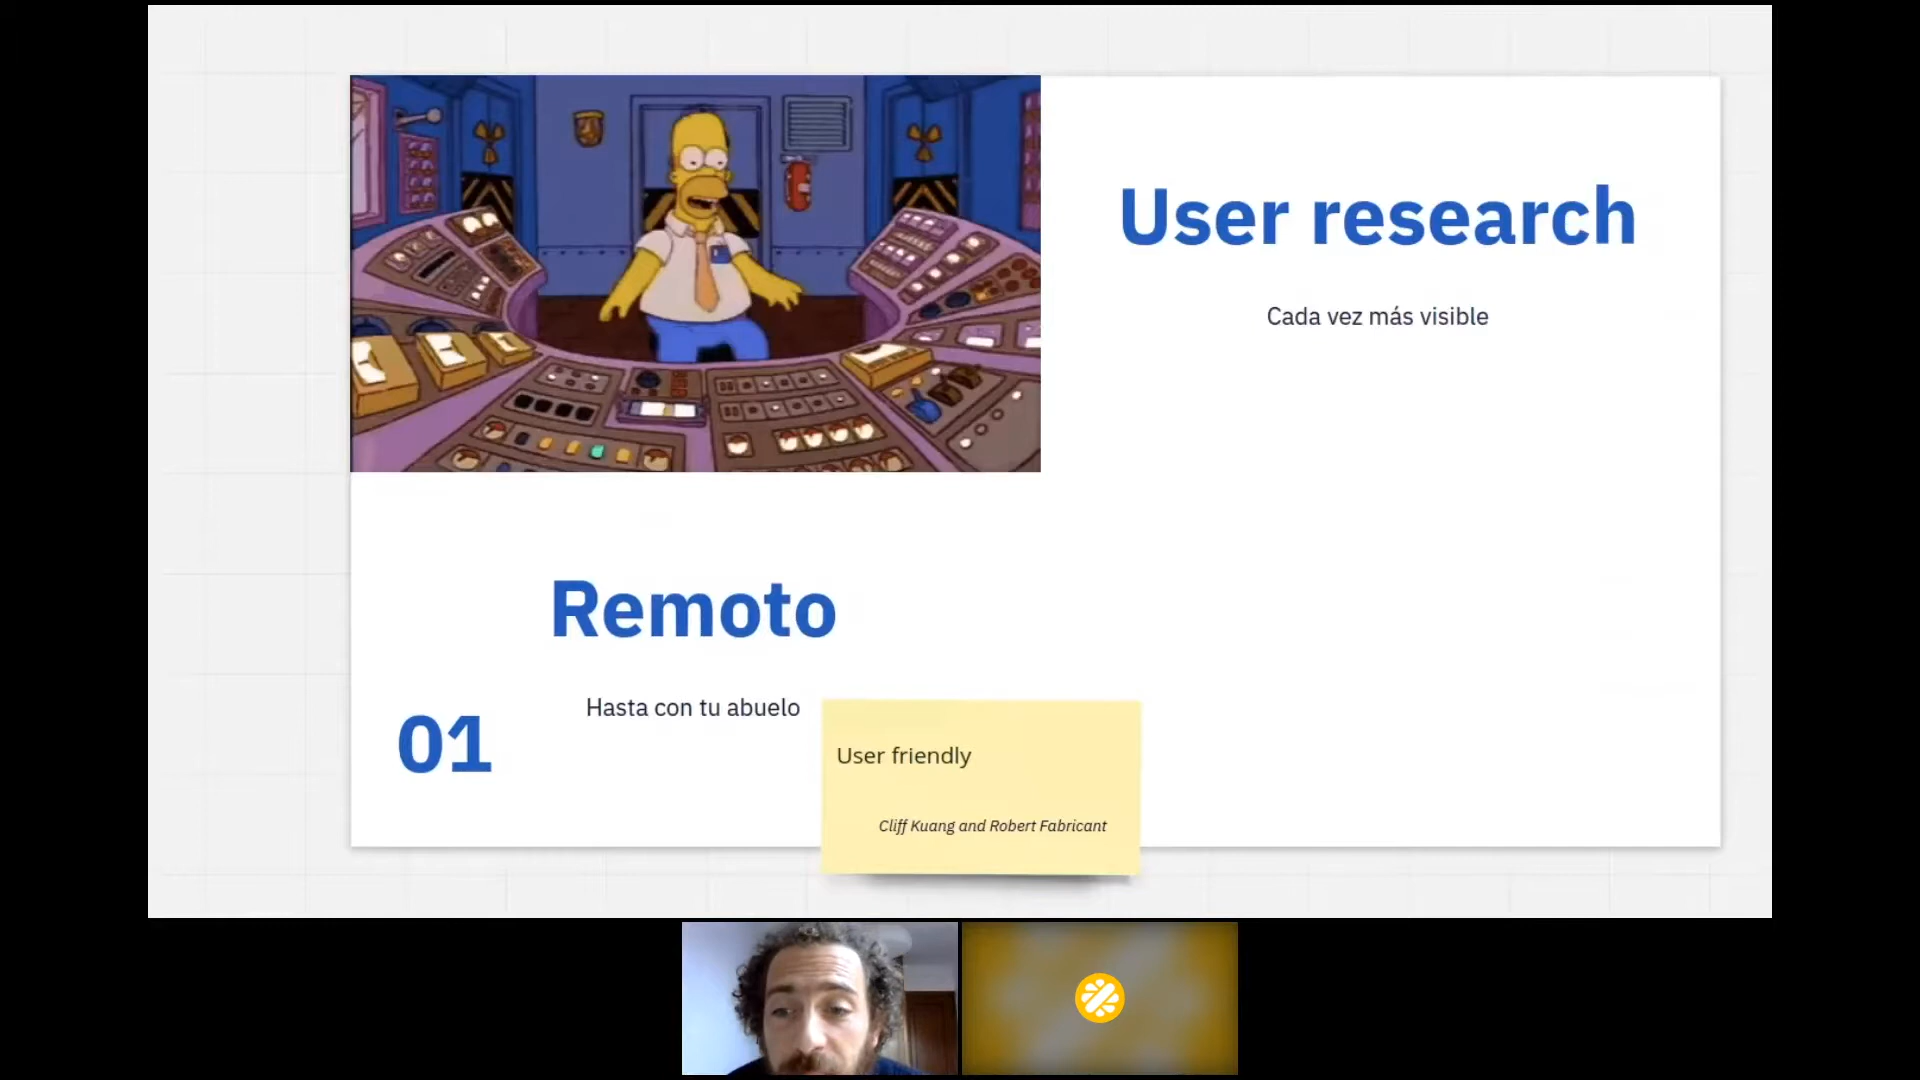 User research
Cada vez más visible
Remoto
Hasta con tu abuelo
01
User friendly
Cliff Kuang and Robert Fabricant